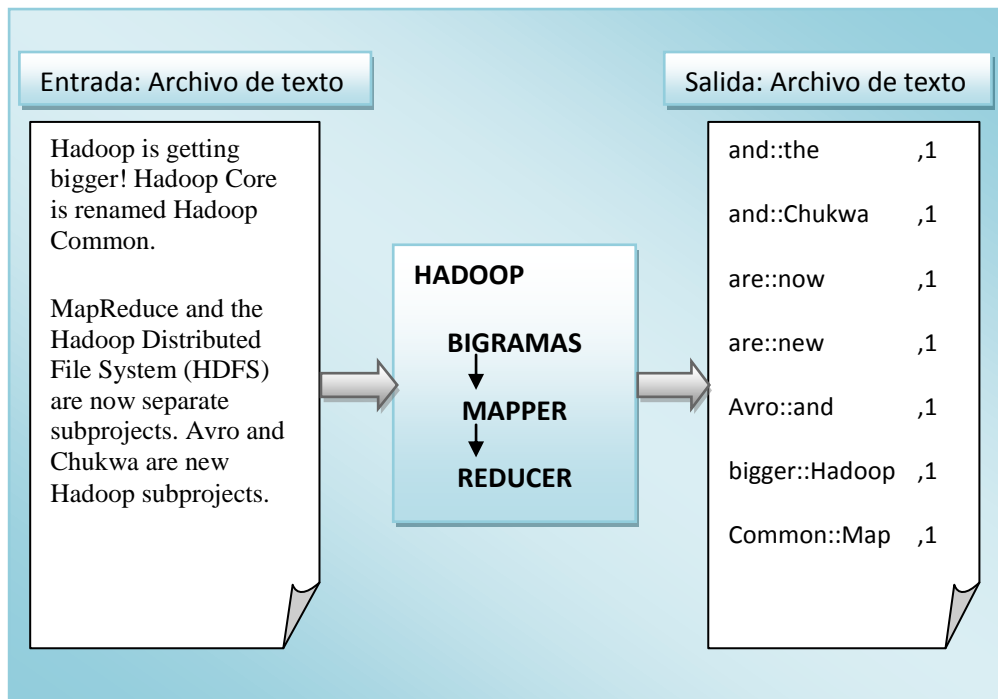 Entrada: Archivo de texto
Hadoop is getting
bigger! Hadoop Core
is renamed Hadoop
Common.
MapReduce and the
Hadoop Distributed
File System (HDFS)
are now separate
subprojects. Avro and
Chukwa are new
Hadoop subprojects.
HADOOP
BIGRAMAS
MAPPER
REDUCER
Salida: Archivo de texto
and::the ,1
and::Chukwa ,1
are::now ,1
are::new ,1
Avro::and ,1
bigger::Hadoop ,1
Common::Map ,1